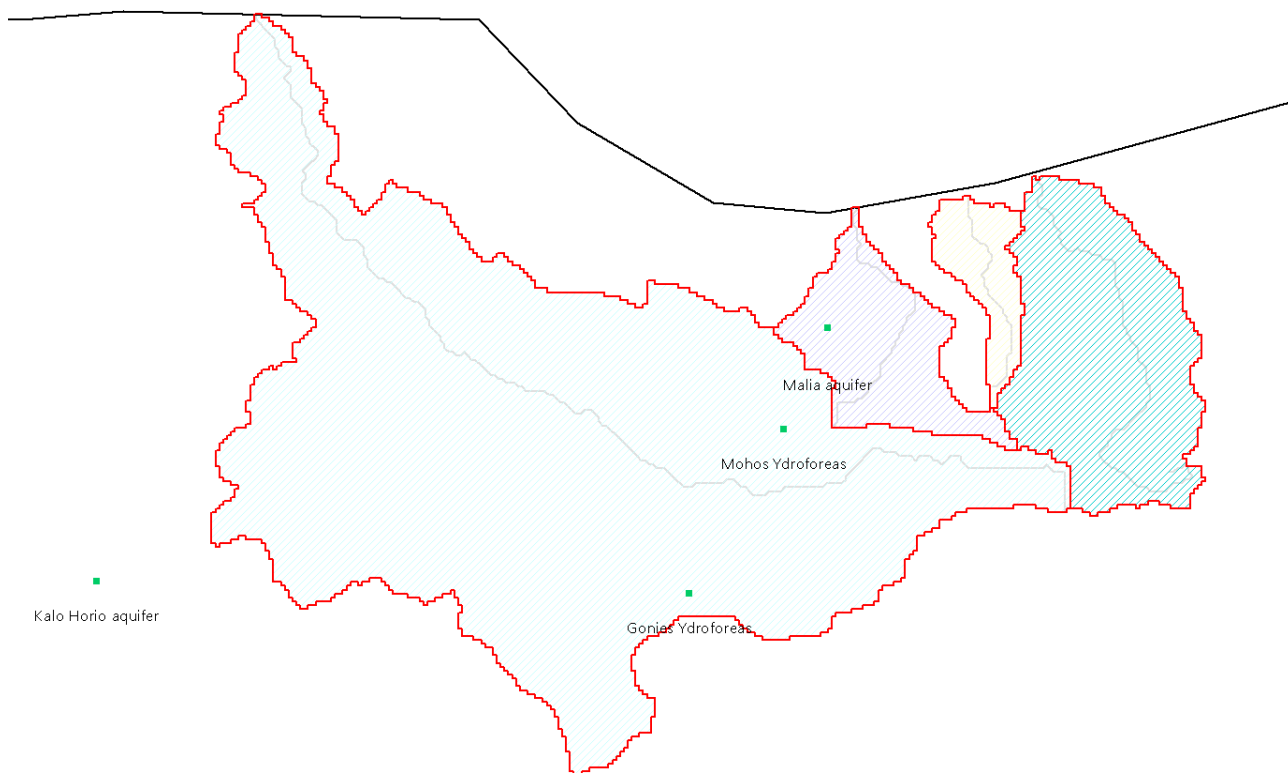 Malia aquifer
Mohos Ydroforeas
Kalo Horio aquifer
Gonies Ydroforeas